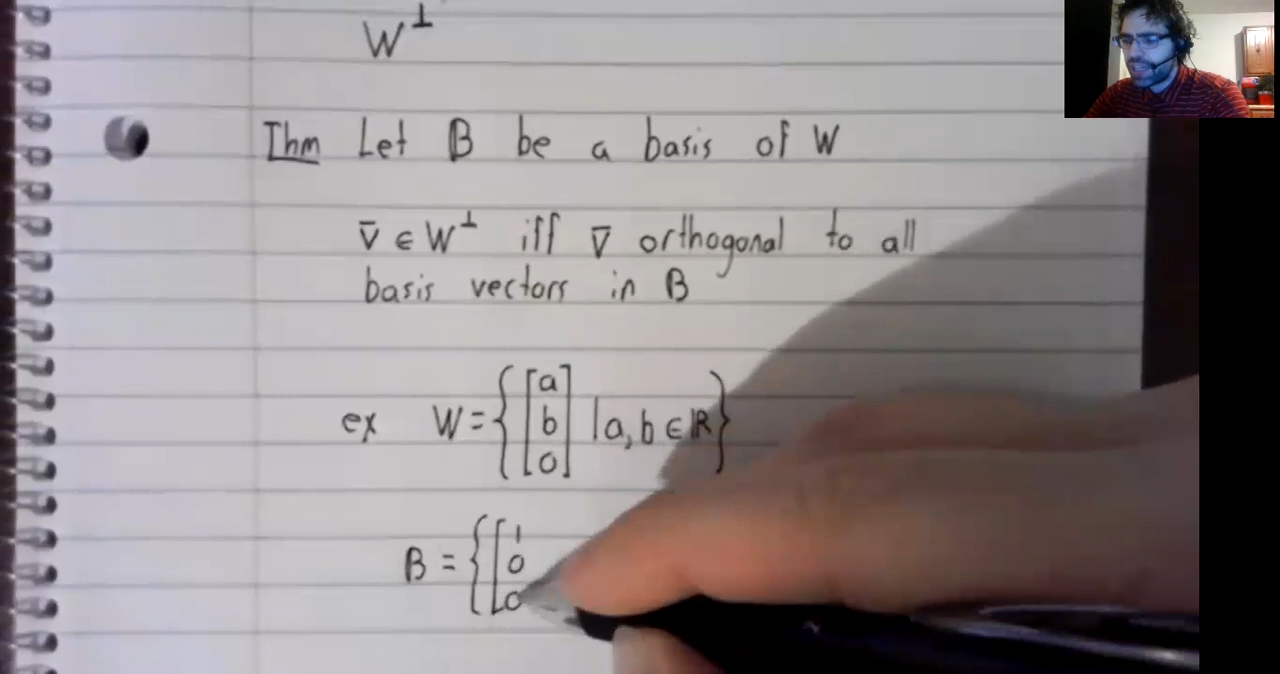 W^⊥
Thm Let B be a basis of W
v̄ ∈ W^⊥ iff v̄ orthogonal to all
basis vectors in B
ex W = { [a b 0] | a, b ∈ ℝ }
B = { [1 0 0